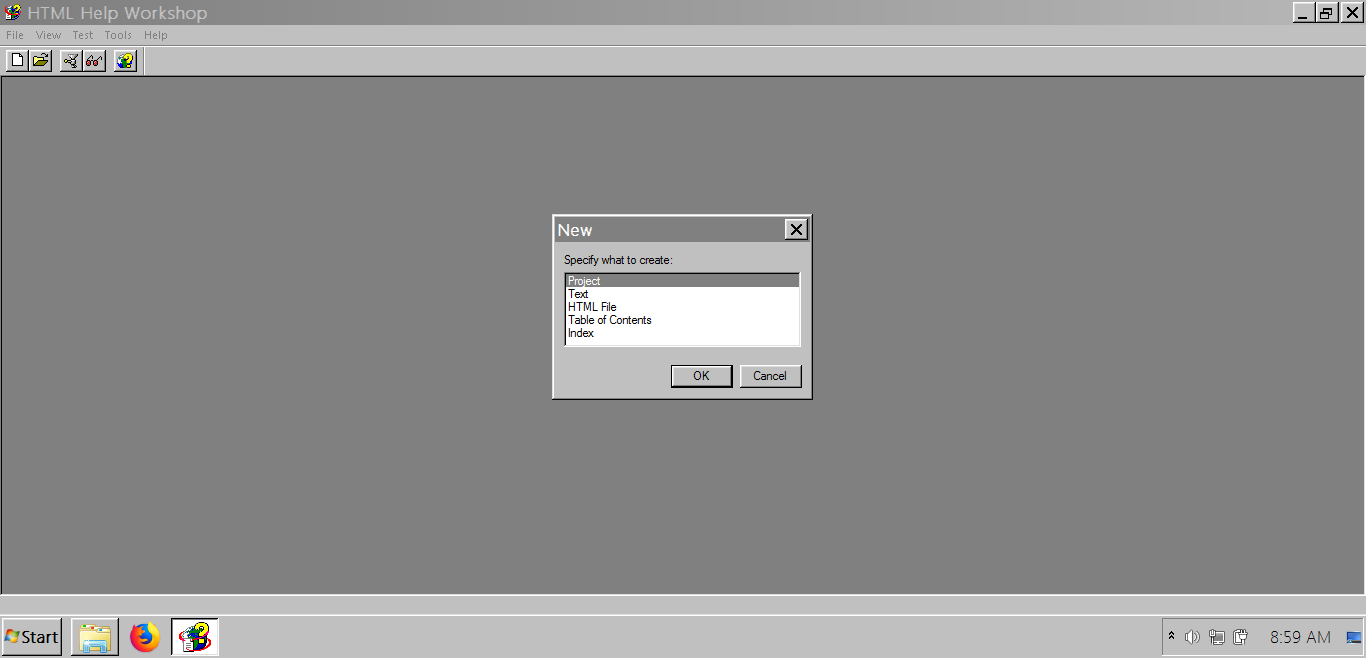 HTML Help Workshop
File View Test Tools Help
New
Specify what to create:
Project
Text
HTML File
Table of Contents
Index
OK Cancel
Start 8:59 AM